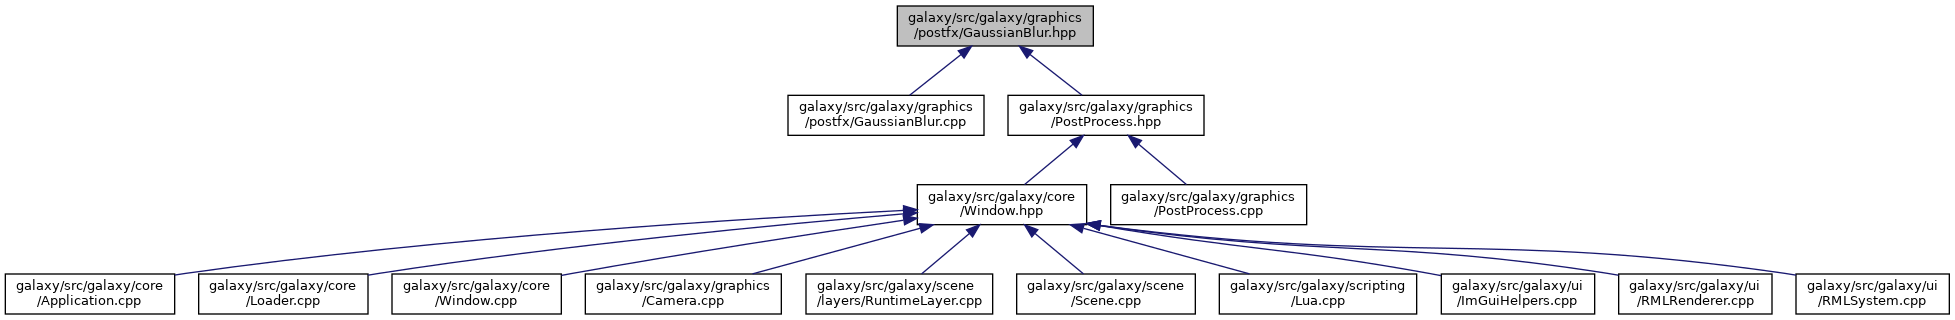 galaxy/src/galaxy/graphics
/postfx/GaussianBlur.hpp
galaxy/src/galaxy/graphics
/postfx/GaussianBlur.cpp
galaxy/src/galaxy/graphics
/PostProcess.hpp
galaxy/src/galaxy/core
/Window.hpp
galaxy/src/galaxy/graphics
/PostProcess.cpp
galaxy/src/galaxy/core
/Application.cpp
galaxy/src/galaxy/core
/Loader.cpp
galaxy/src/galaxy/core
/Window.cpp
galaxy/src/galaxy/graphics
/Camera.cpp
galaxy/src/galaxy/scene
/layers/RuntimeLayer.cpp
galaxy/src/galaxy/scene
/Scene.cpp
galaxy/src/galaxy/scripting
/Lua.cpp
galaxy/src/galaxy/ui
/ImGuiHelpers.cpp
galaxy/src/galaxy/ui
/RMLRenderer.cpp
galaxy/src/galaxy/ui
/RMLSystem.cpp